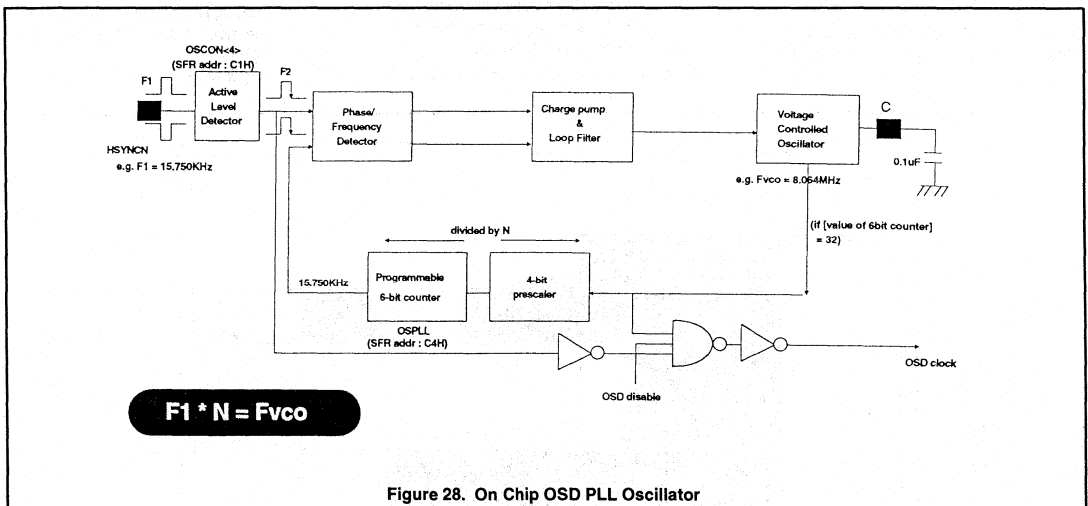 OSCON<4>
(SFR addr : C1H)
F1
F2
Active
Level
Detector
HSYNCN
e.g. F1 = 15.750KHz
Phase/
Frequency
Detector
Charge pump
&
Loop Filter
Voltage
Controlled
Oscillator
C
0.1uF
e.g. Fvco = 8.064MHz
(if [value of 6bit counter]
= 32)
divided by N
15.750KHz
Programmable
6-bit counter
4-bit
prescaler
OSPLL
(SFR addr : C4H)
OSD disable
OSD clock
F1 * N = Fvco
Figure 28. On Chip OSD PLL Oscillator